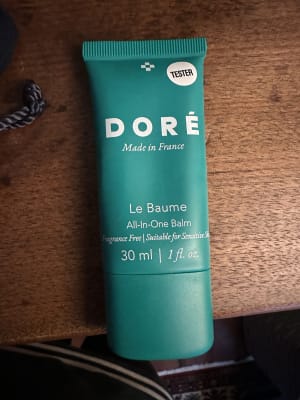 TESTER
DORÉ
Made in France
Le Baume
All-In-One Balm
Fragrance Free | Suitable for Sensitive
30 ml | 1 fl. oz.